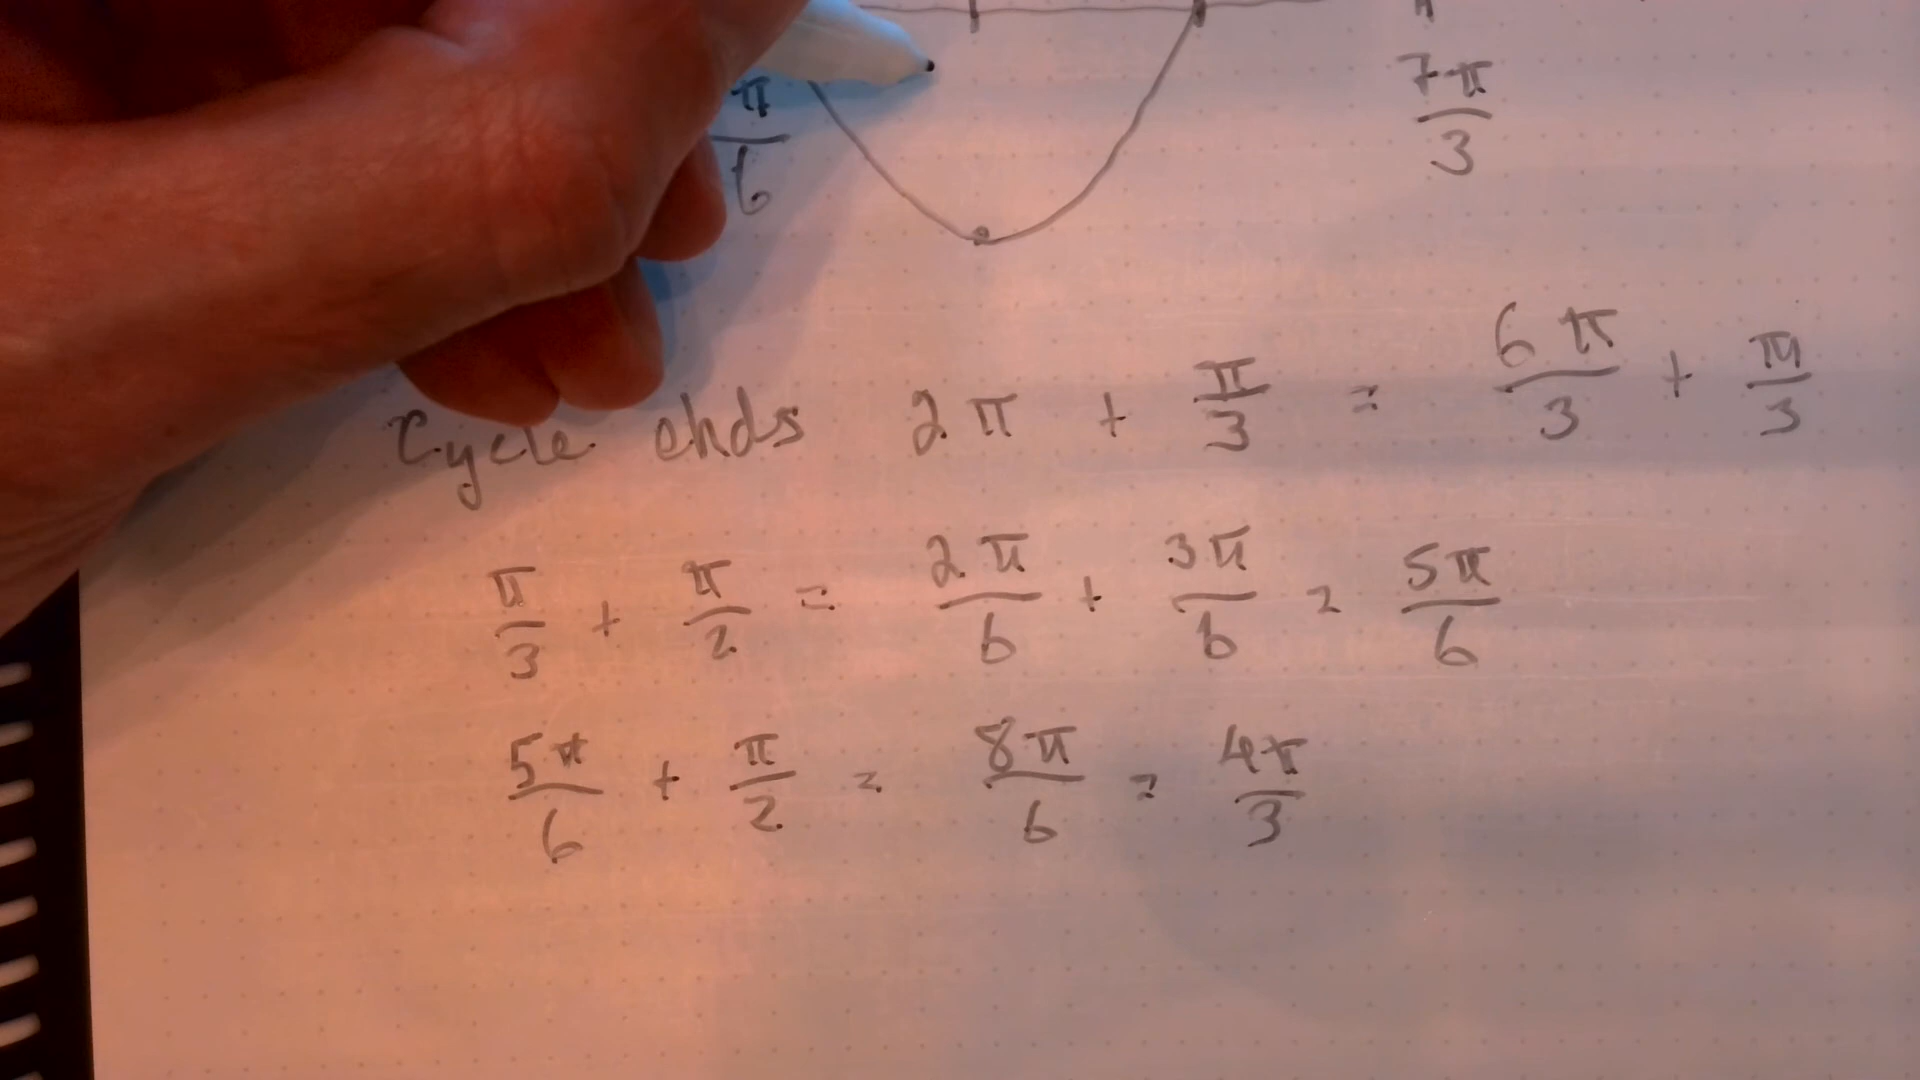 7π/3
π/6
Cycle ends 2π + π/3 = 6π/3 + π/3
π/3 + π/2 = 2π/6 + 3π/6 = 5π/6
5π/6 + π/2 = 8π/6 = 4π/3